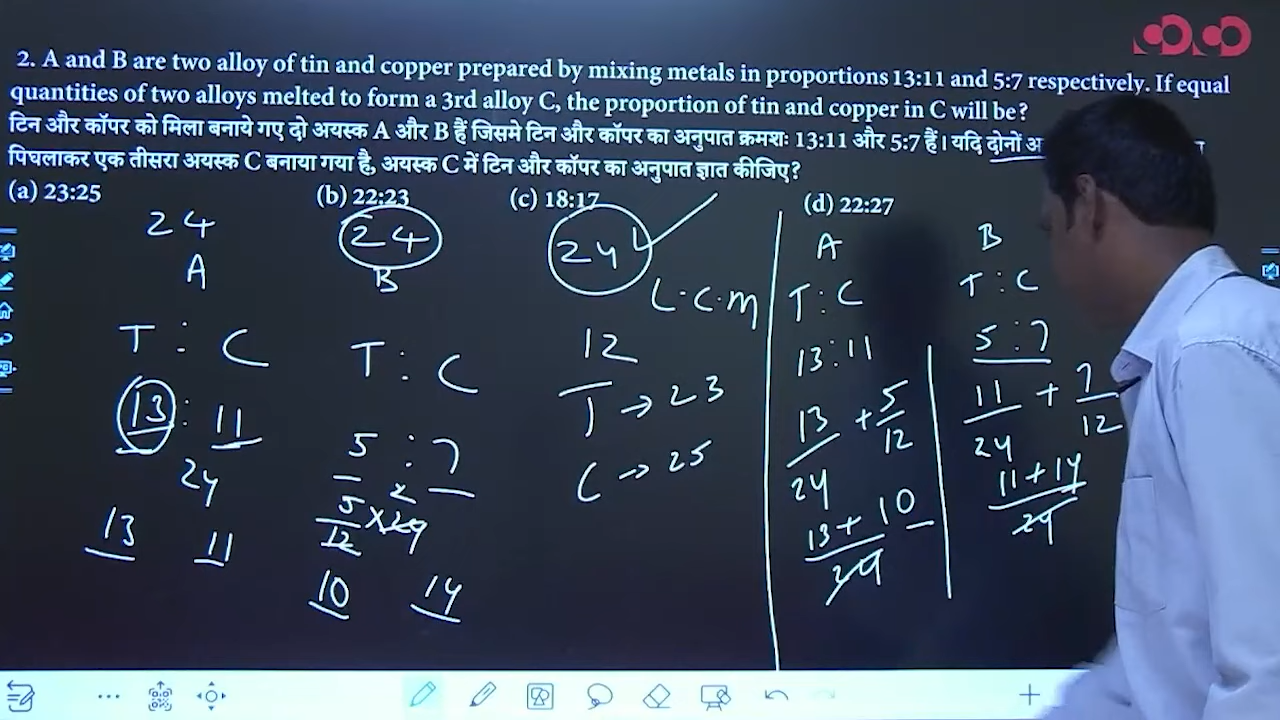 2. A and B are two alloy of tin and copper prepared by mixing metals in proportions 13:11 and 5:7 respectively. If equal
quantities of two alloys melted to form a 3rd alloy C, the proportion of tin and copper in C will be?
टिन और कॉपर को मिला बनाये गए दो अयस्क A और B हैं जिसमे टिन और कॉपर का अनुपात क्रमशः 13:11 और 5:7 हैं। यदि दोनों
पिघलाकर एक तीसरा अयस्क C बनाया गया है, अयस्क C में टिन और कॉपर का अनुपात ज्ञात कीजिए?
(a) 23:25 (b) 22:23 (c) 18:17 (d) 22:27
24 24 24
A B
L.C.M
T : C T : C 12
13 : 11 T → 23
24 5 : 7 C → 25
5/12 × 24 2
13 11
10 14
A B
T : C T : C
13:11 5:7
13/24 + 5/12 11/24 + 7/12
13+10/24 11+14/24